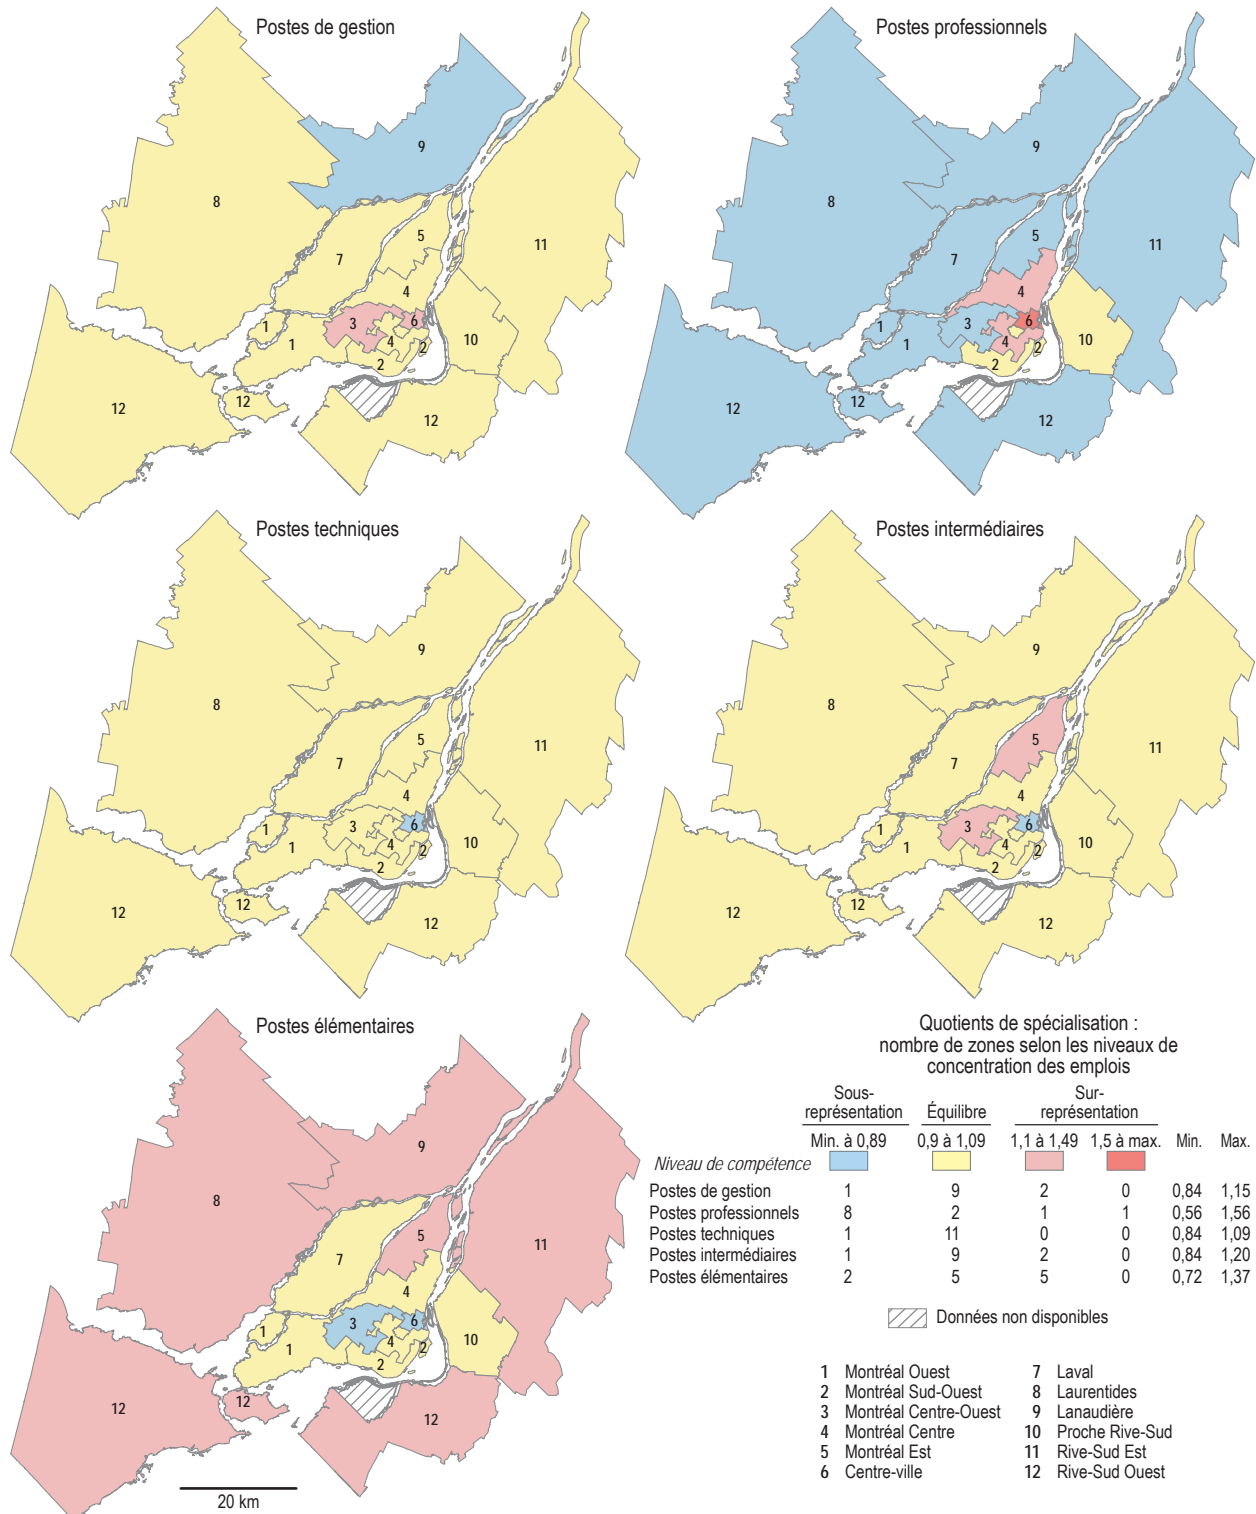 Postes de gestion
9
8
5
7
11
4
1
3
6
1
4
2
10
2
12
12
12
Postes professionnels
9
8
5
7
11
4
6
1
3
1
4
2
10
2
12
12
12
Postes techniques
9
8
5
7
11
4
1
3
6
1
4
2
10
2
12
12
12
Postes intermédiaires
9
8
5
7
11
4
1
3
6
1
4
2
10
2
12
12
12
Postes élémentaires
9
8
5
7
11
4
1
3
6
1
4
2
10
2
12
12
12
20 km
Quotients de spécialisation :
nombre de zones selon les niveaux de
concentration des emplois
Sous-représentation Équilibre Sur-représentation
Min. à 0,89 0,9 à 1,09 1,1 à 1,49 1,5 à max. Min. Max.
Niveau de compétence
Postes de gestion 1 9 2 0 0,84 1,15
Postes professionnels 8 2 1 1 0,56 1,56
Postes techniques 1 11 0 0 0,84 1,09
Postes intermédiaires 1 9 2 0 0,84 1,20
Postes élémentaires 2 5 5 0 0,72 1,37
Données non disponibles
1 Montréal Ouest
2 Montréal Sud-Ouest
3 Montréal Centre-Ouest
4 Montréal Centre
5 Montréal Est
6 Centre-ville
7 Laval
8 Laurentides
9 Lanaudière
10 Proche Rive-Sud
11 Rive-Sud Est
12 Rive-Sud Ouest